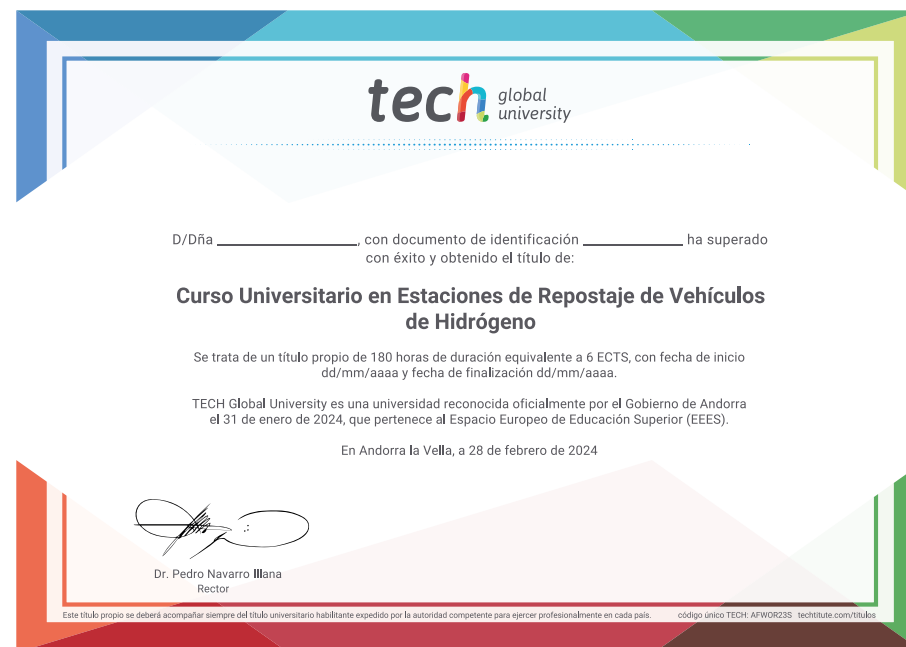 tech global university
D/Dña ____________________, con documento de identificación ______________ ha superado
con éxito y obtenido el título de:
Curso Universitario en Estaciones de Repostaje de Vehículos
de Hidrógeno
Se trata de un título propio de 180 horas de duración equivalente a 6 ECTS, con fecha de inicio
dd/mm/aaaa y fecha de finalización dd/mm/aaaa.
TECH Global University es una universidad reconocida oficialmente por el Gobierno de Andorra
el 31 de enero de 2024, que pertenece al Espacio Europeo de Educación Superior (EEES).
En Andorra la Vella, a 28 de febrero de 2024
Dr. Pedro Navarro Illana
Rector
Este título propio se deberá acompañar siempre del título universitario habilitante expedido por la autoridad competente para ejercer profesionalmente en cada país. código único TECH: AFWOR23S techtitute.com/titulos